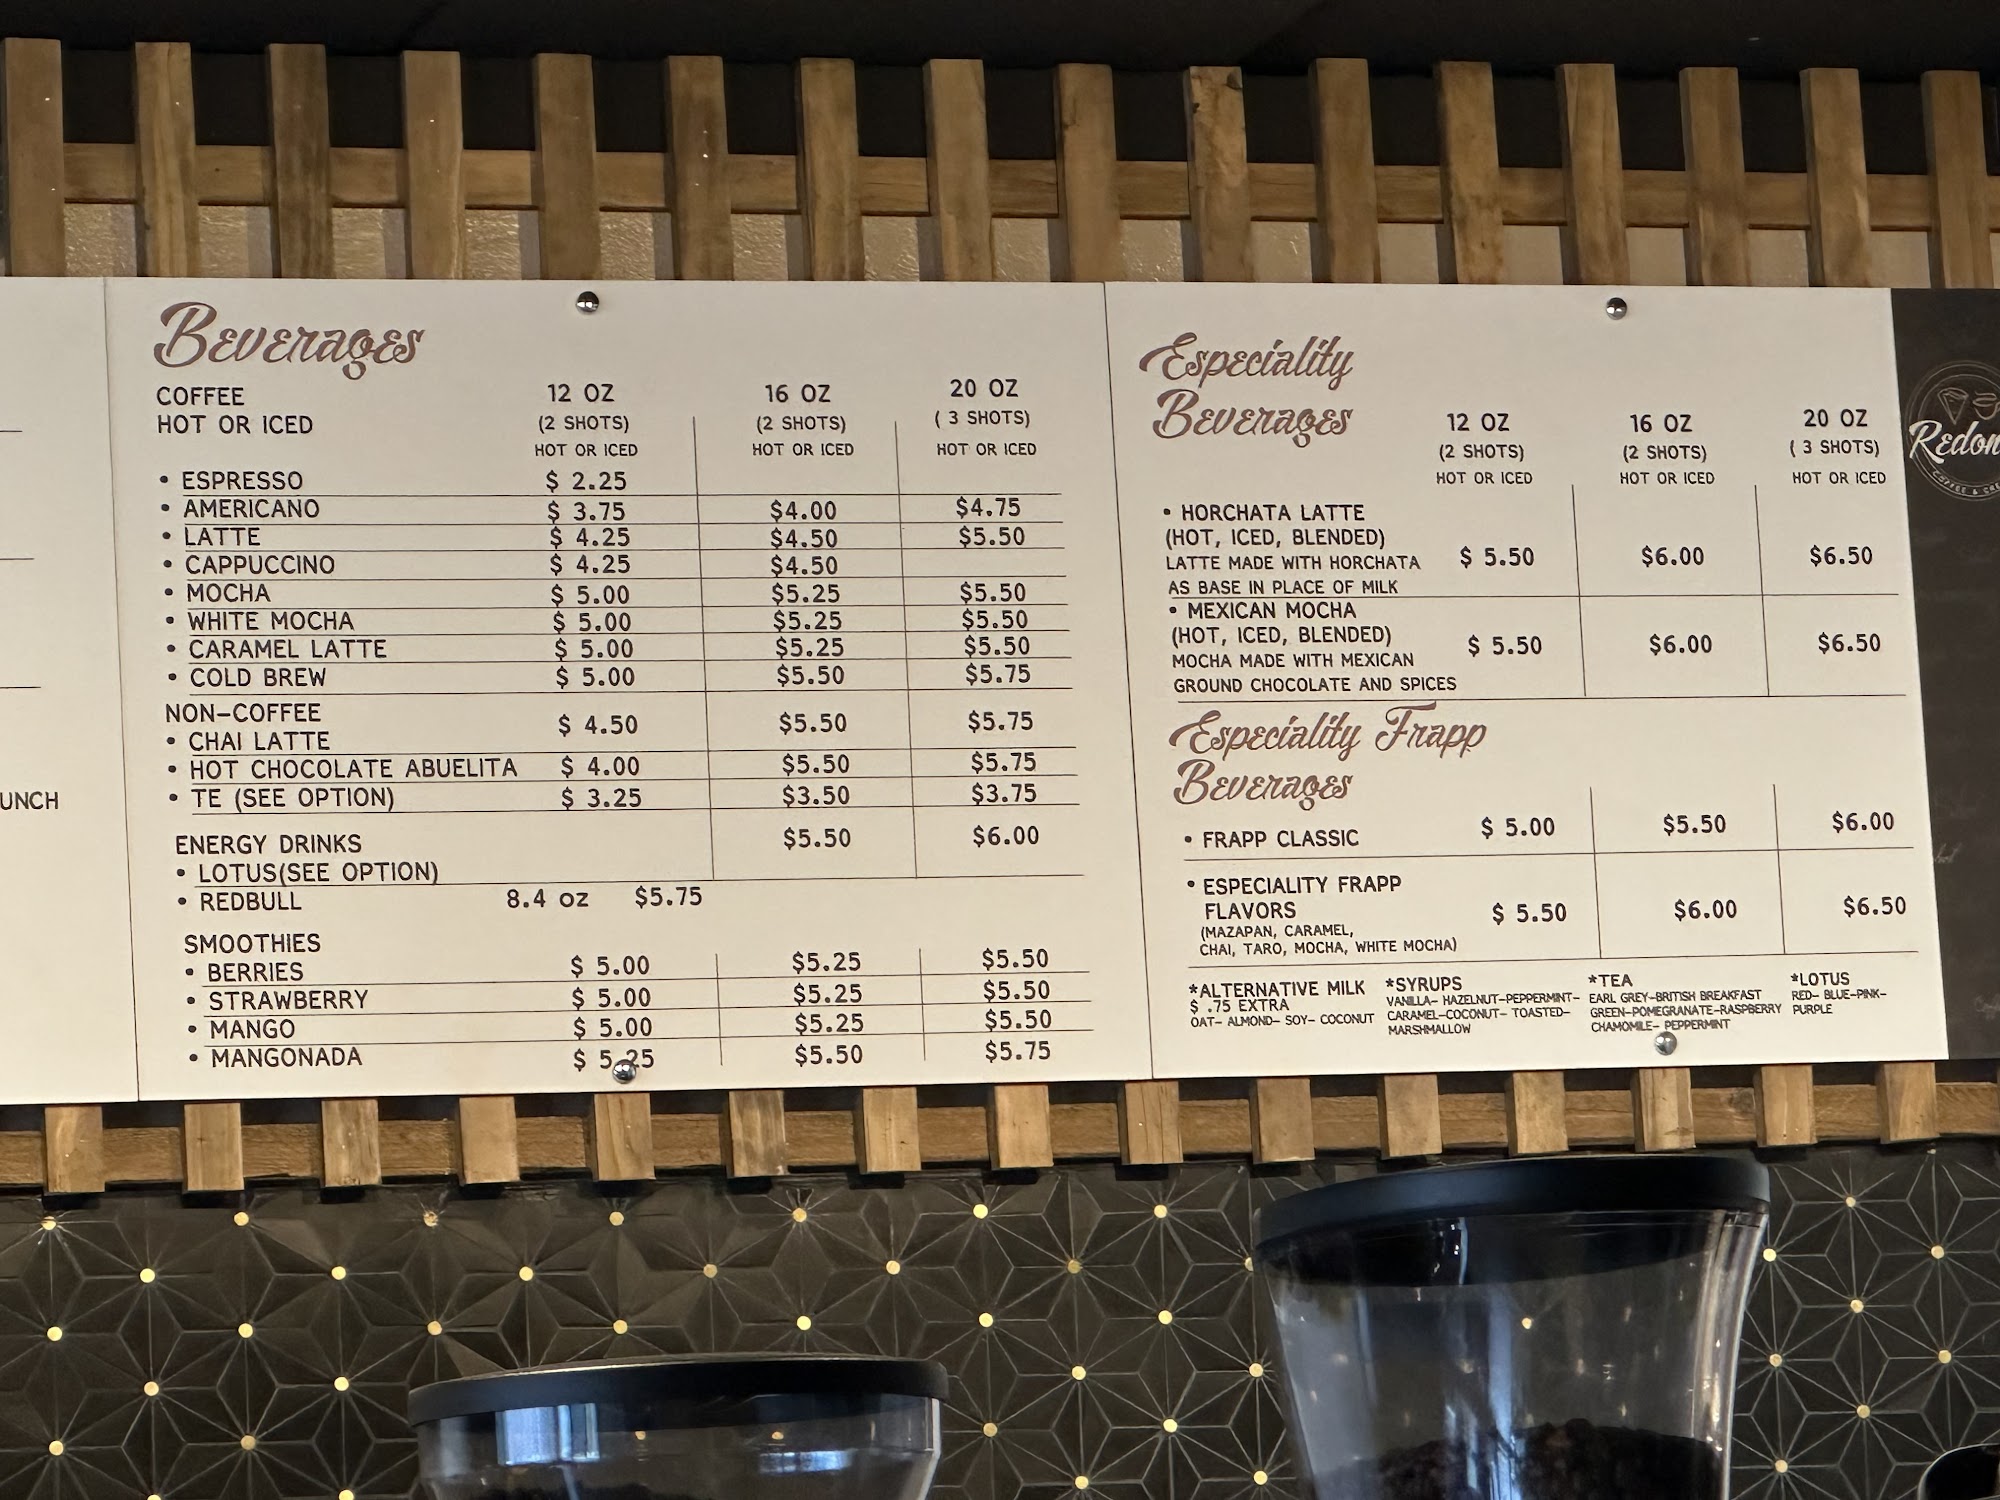 UNCH
Beverages
COFFEE
HOT OR ICED
12 OZ 16 OZ 20 OZ
(2 SHOTS) (2 SHOTS) ( 3 SHOTS)
HOT OR ICED HOT OR ICED HOT OR ICED
• ESPRESSO $ 2.25
• AMERICANO $ 3.75 $4.00 $4.75
• LATTE $ 4.25 $4.50 $5.50
• CAPPUCCINO $ 4.25 $4.50
• MOCHA $ 5.00 $5.25 $5.50
• WHITE MOCHA $ 5.00 $5.25 $5.50
• CARAMEL LATTE $ 5.00 $5.25 $5.50
• COLD BREW $ 5.00 $5.50 $5.75
NON-COFFEE
• CHAI LATTE $ 4.50 $5.50 $5.75
• HOT CHOCOLATE ABUELITA $ 4.00 $5.50 $5.75
• TE (SEE OPTION) $ 3.25 $3.50 $3.75
ENERGY DRINKS $5.50 $6.00
• LOTUS(SEE OPTION)
• REDBULL 8.4 oz $5.75
SMOOTHIES
• BERRIES $ 5.00 $5.25 $5.50
• STRAWBERRY $ 5.00 $5.25 $5.50
• MANGO $ 5.00 $5.25 $5.50
• MANGONADA $ 5.25 $5.50 $5.75
Especiality
Beverages
12 OZ 16 OZ 20 OZ
(2 SHOTS) (2 SHOTS) ( 3 SHOTS)
HOT OR ICED HOT OR ICED HOT OR ICED
• HORCHATA LATTE
(HOT, ICED, BLENDED)
LATTE MADE WITH HORCHATA $ 5.50 $6.00 $6.50
AS BASE IN PLACE OF MILK
• MEXICAN MOCHA
(HOT, ICED, BLENDED) $ 5.50 $6.00 $6.50
MOCHA MADE WITH MEXICAN
GROUND CHOCOLATE AND SPICES
Especiality Frapp
Beverages
• FRAPP CLASSIC $ 5.00 $5.50 $6.00
• ESPECIALITY FRAPP
FLAVORS $ 5.50 $6.00 $6.50
(MAZAPAN, CARAMEL,
CHAI, TARO, MOCHA, WHITE MOCHA)
*ALTERNATIVE MILK
$ .75 EXTRA
OAT- ALMOND- SOY- COCONUT
*SYRUPS
VANILLA- HAZELNUT-PEPPERMINT-
CARAMEL-COCONUT- TOASTED-
MARSHMALLOW
*TEA
EARL GREY-BRITISH BREAKFAST
GREEN-POMEGRANATE-RASPBERRY
CHAMOMILE- PEPPERMINT
*LOTUS
RED- BLUE-PINK-
PURPLE
Redon